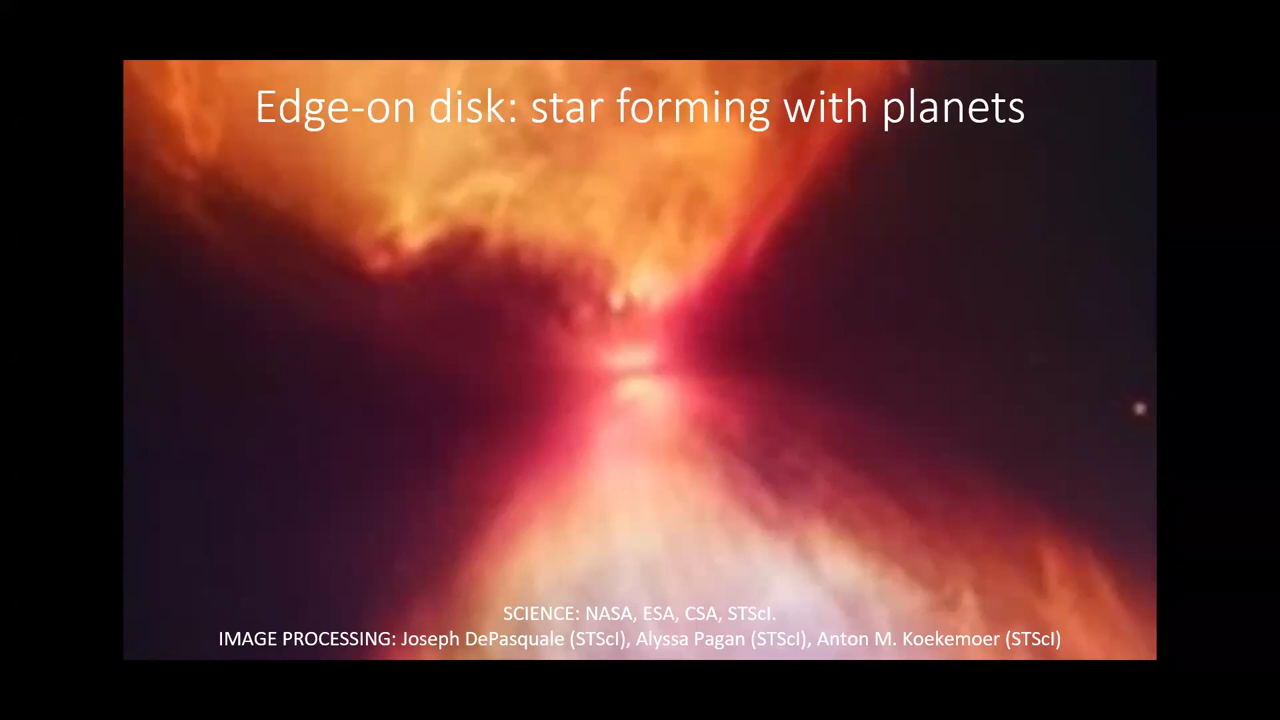 Edge-on disk: star forming with planets
SCIENCE: NASA, ESA, CSA, STScI.
IMAGE PROCESSING: Joseph DePasquale (STScI), Alyssa Pagan (STScI), Anton M. Koekemoer (STScI)